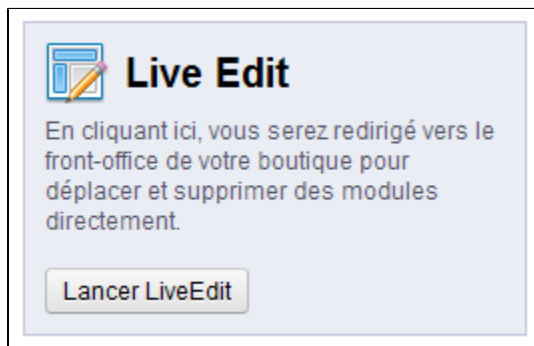 Live Edit
En cliquant ici, vous serez redirigé vers le
front-office de votre boutique pour
déplacer et supprimer des modules
directement.
Lancer LiveEdit